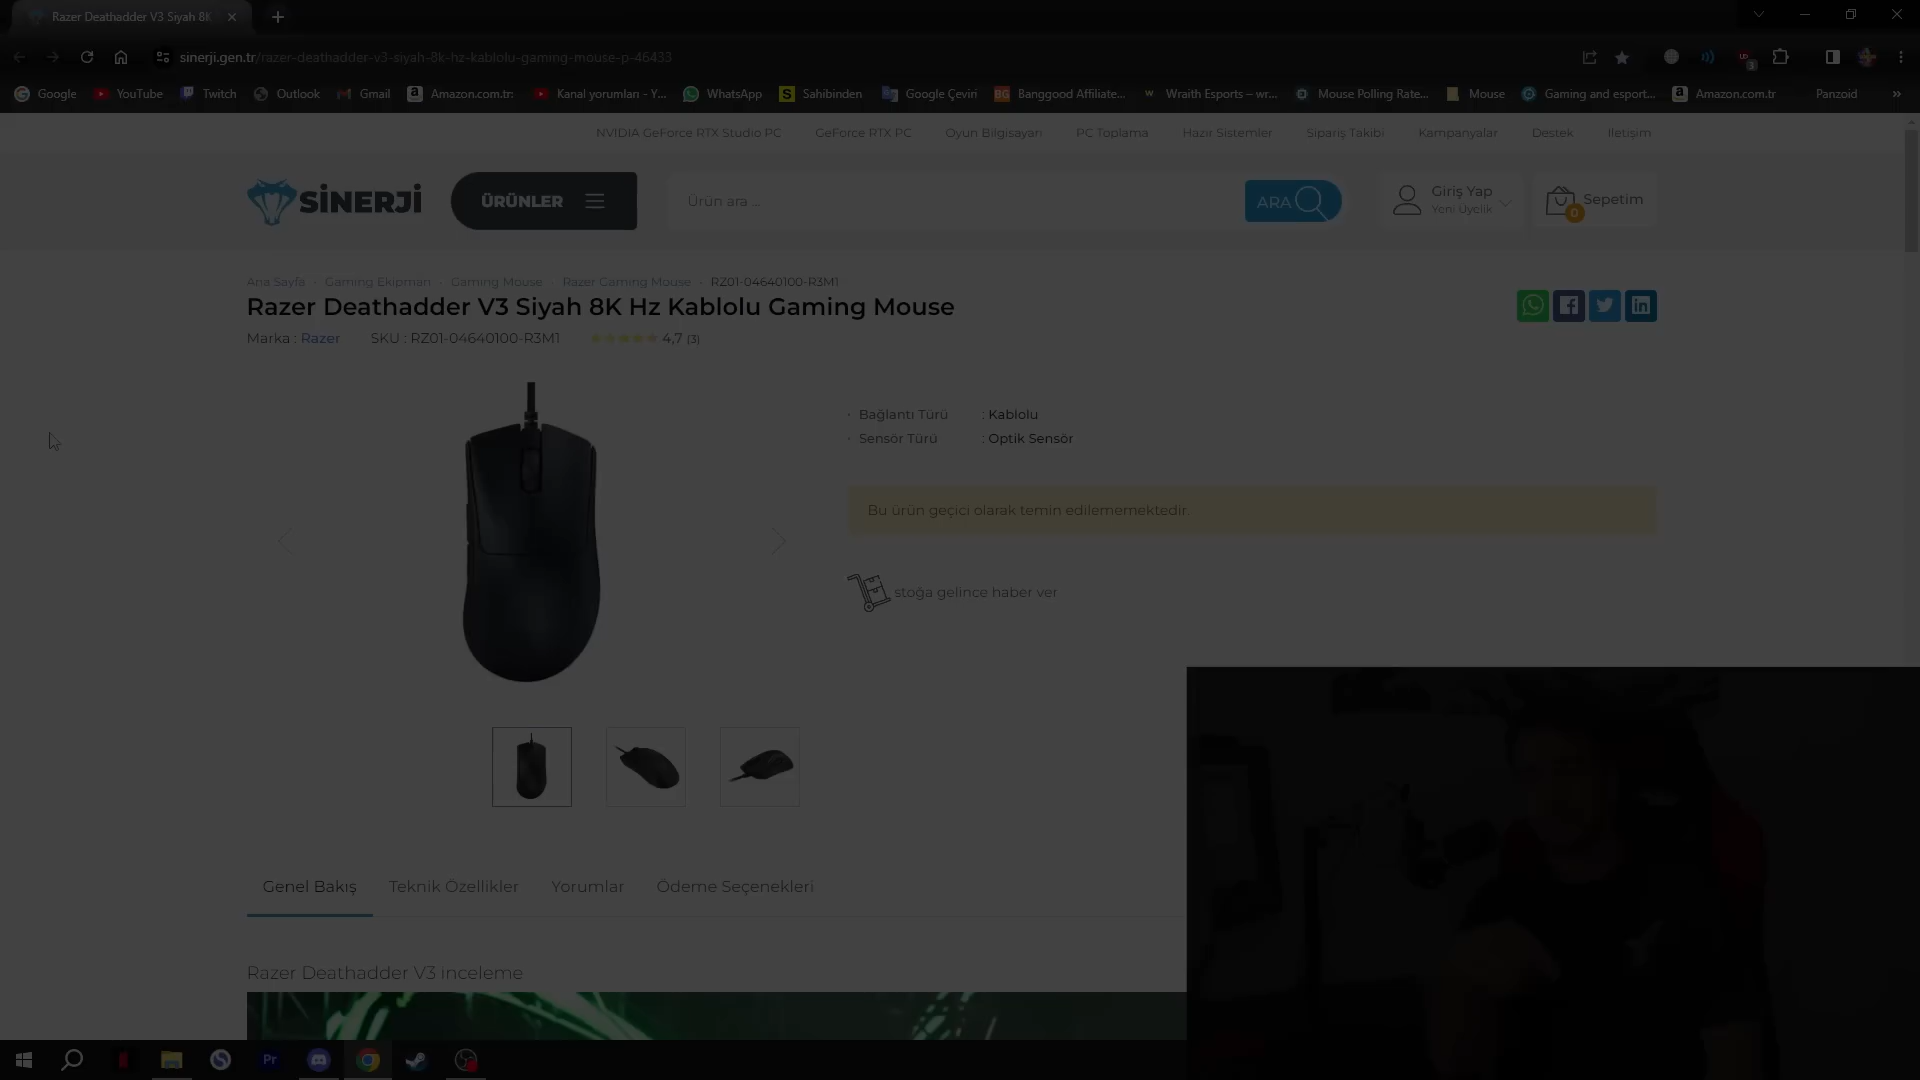 Razer Deathadder V3 Siyah 8K
sinerji.gen.tr/razer-deathadder-v3-siyah-8k-hz-kablolu-gaming-mouse-p-46433
3
Google YouTube Twitch Outlook Gmail Amazon.com.tr: Kanal yorumları - Y... WhatsApp Sahibinden Google Çeviri Banggood Affiliate... Wraith Esports – wr... Mouse Polling Rate... Mouse Gaming and esport... Amazon.com.tr Panzoid »
NVIDIA GeForce RTX Studio PC GeForce RTX PC Oyun Bilgisayarı PC Toplama Hazır Sistemler Sipariş Takibi Kampanyalar Destek İletişim
SİNERJİ ÜRÜNLER Ürün ara ... ARA Giriş Yap Sepetim
Yeni Üyelik 0
Ana Sayfa - Gaming Ekipman - Gaming Mouse - Razer Gaming Mouse - RZ01-04640100-R3M1
Razer Deathadder V3 Siyah 8K Hz Kablolu Gaming Mouse
Marka : Razer SKU : RZ01-04640100-R3M1 4,7 (3)
Bağlantı Türü : Kablolu
Sensör Türü : Optik Sensör
Bu ürün geçici olarak temin edilememektedir.
stoğa gelince haber ver
Genel Bakış Teknik Özellikler Yorumlar Ödeme Seçenekleri
Razer Deathadder V3 inceleme
Pr